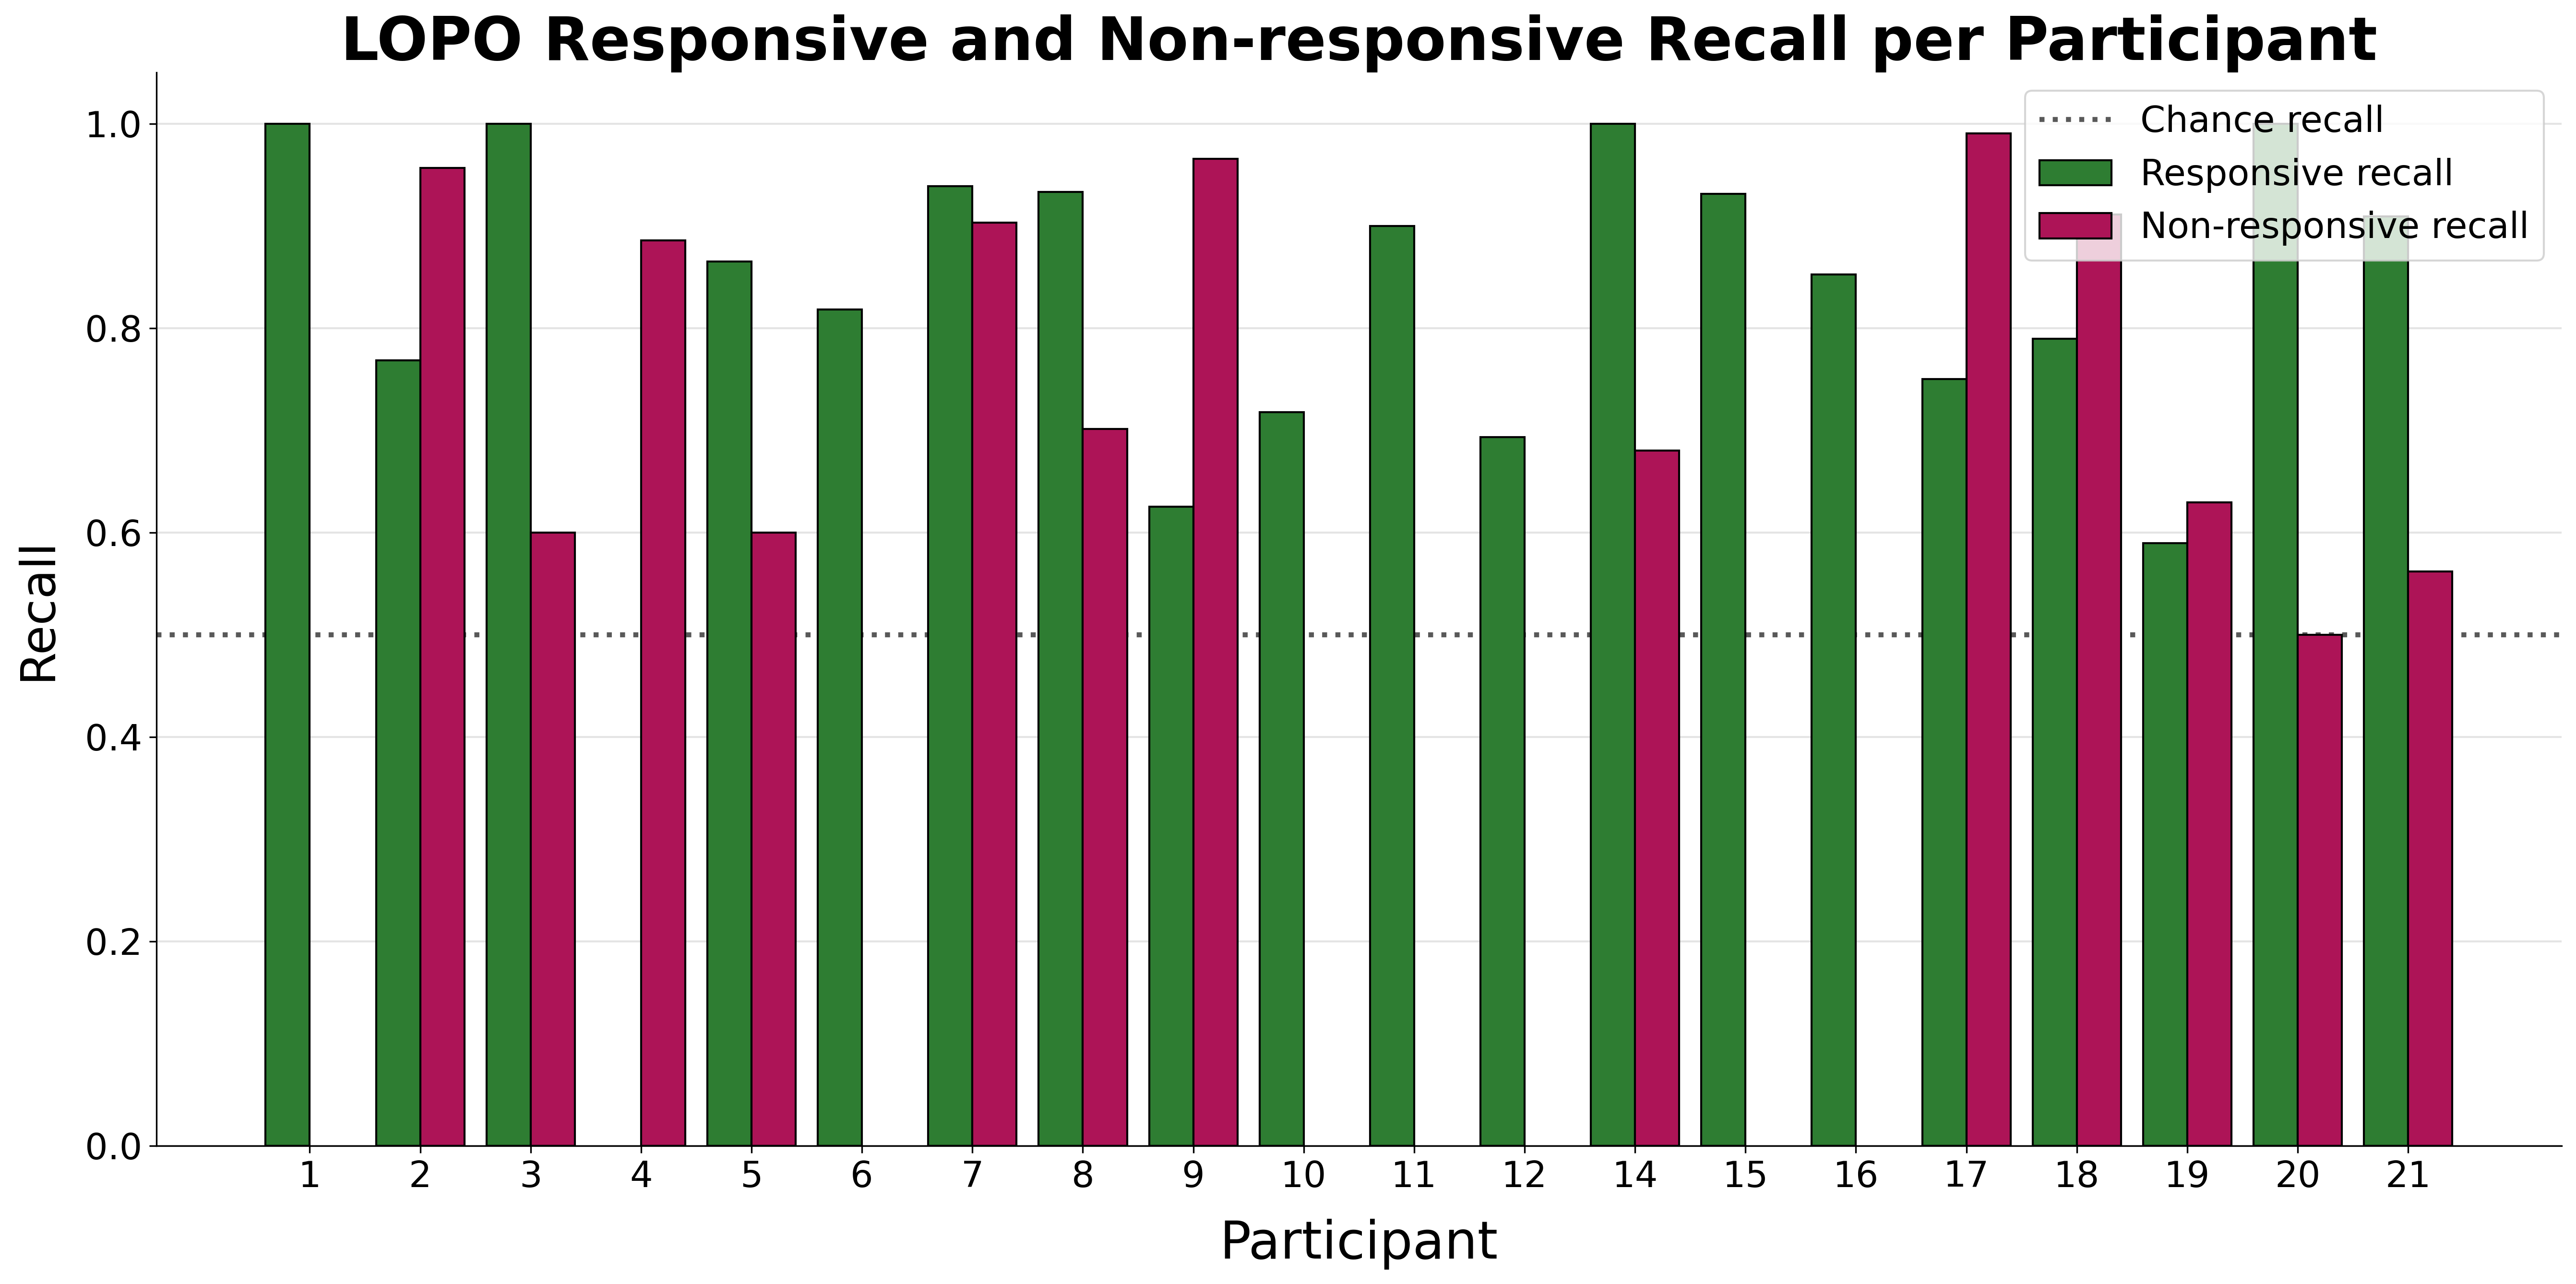 LOPO Responsive and Non-responsive Recall per Participant
Chance recall
Responsive recall
Non-responsive recall
Recall
1.0
0.8
0.6
0.4
0.2
0.0
1 2 3 4 5 6 7 8 9 10 11 12 14 15 16 17 18 19 20 21
Participant